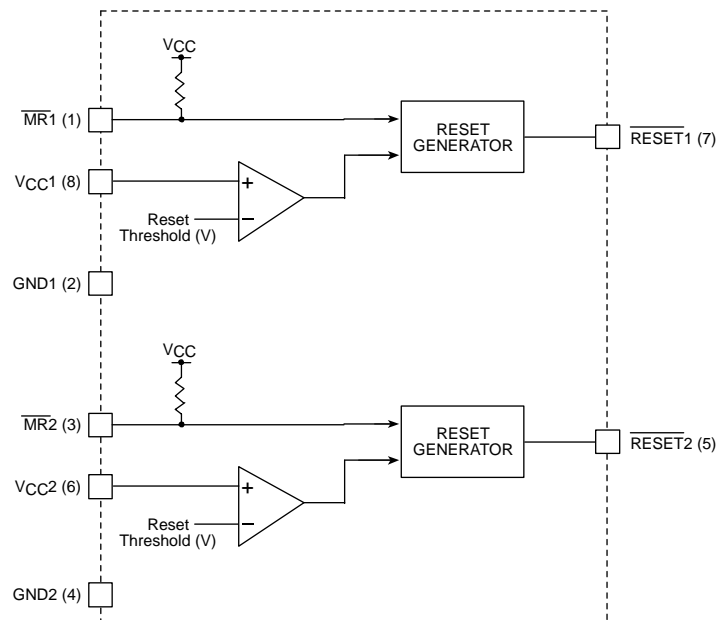 VCC
MR1 (1)
RESET
GENERATOR
RESET1 (7)
VCC1 (8)
+
−
Reset
Threshold (V)
GND1 (2)
VCC
MR2 (3)
RESET
GENERATOR
RESET2 (5)
VCC2 (6)
+
−
Reset
Threshold (V)
GND2 (4)